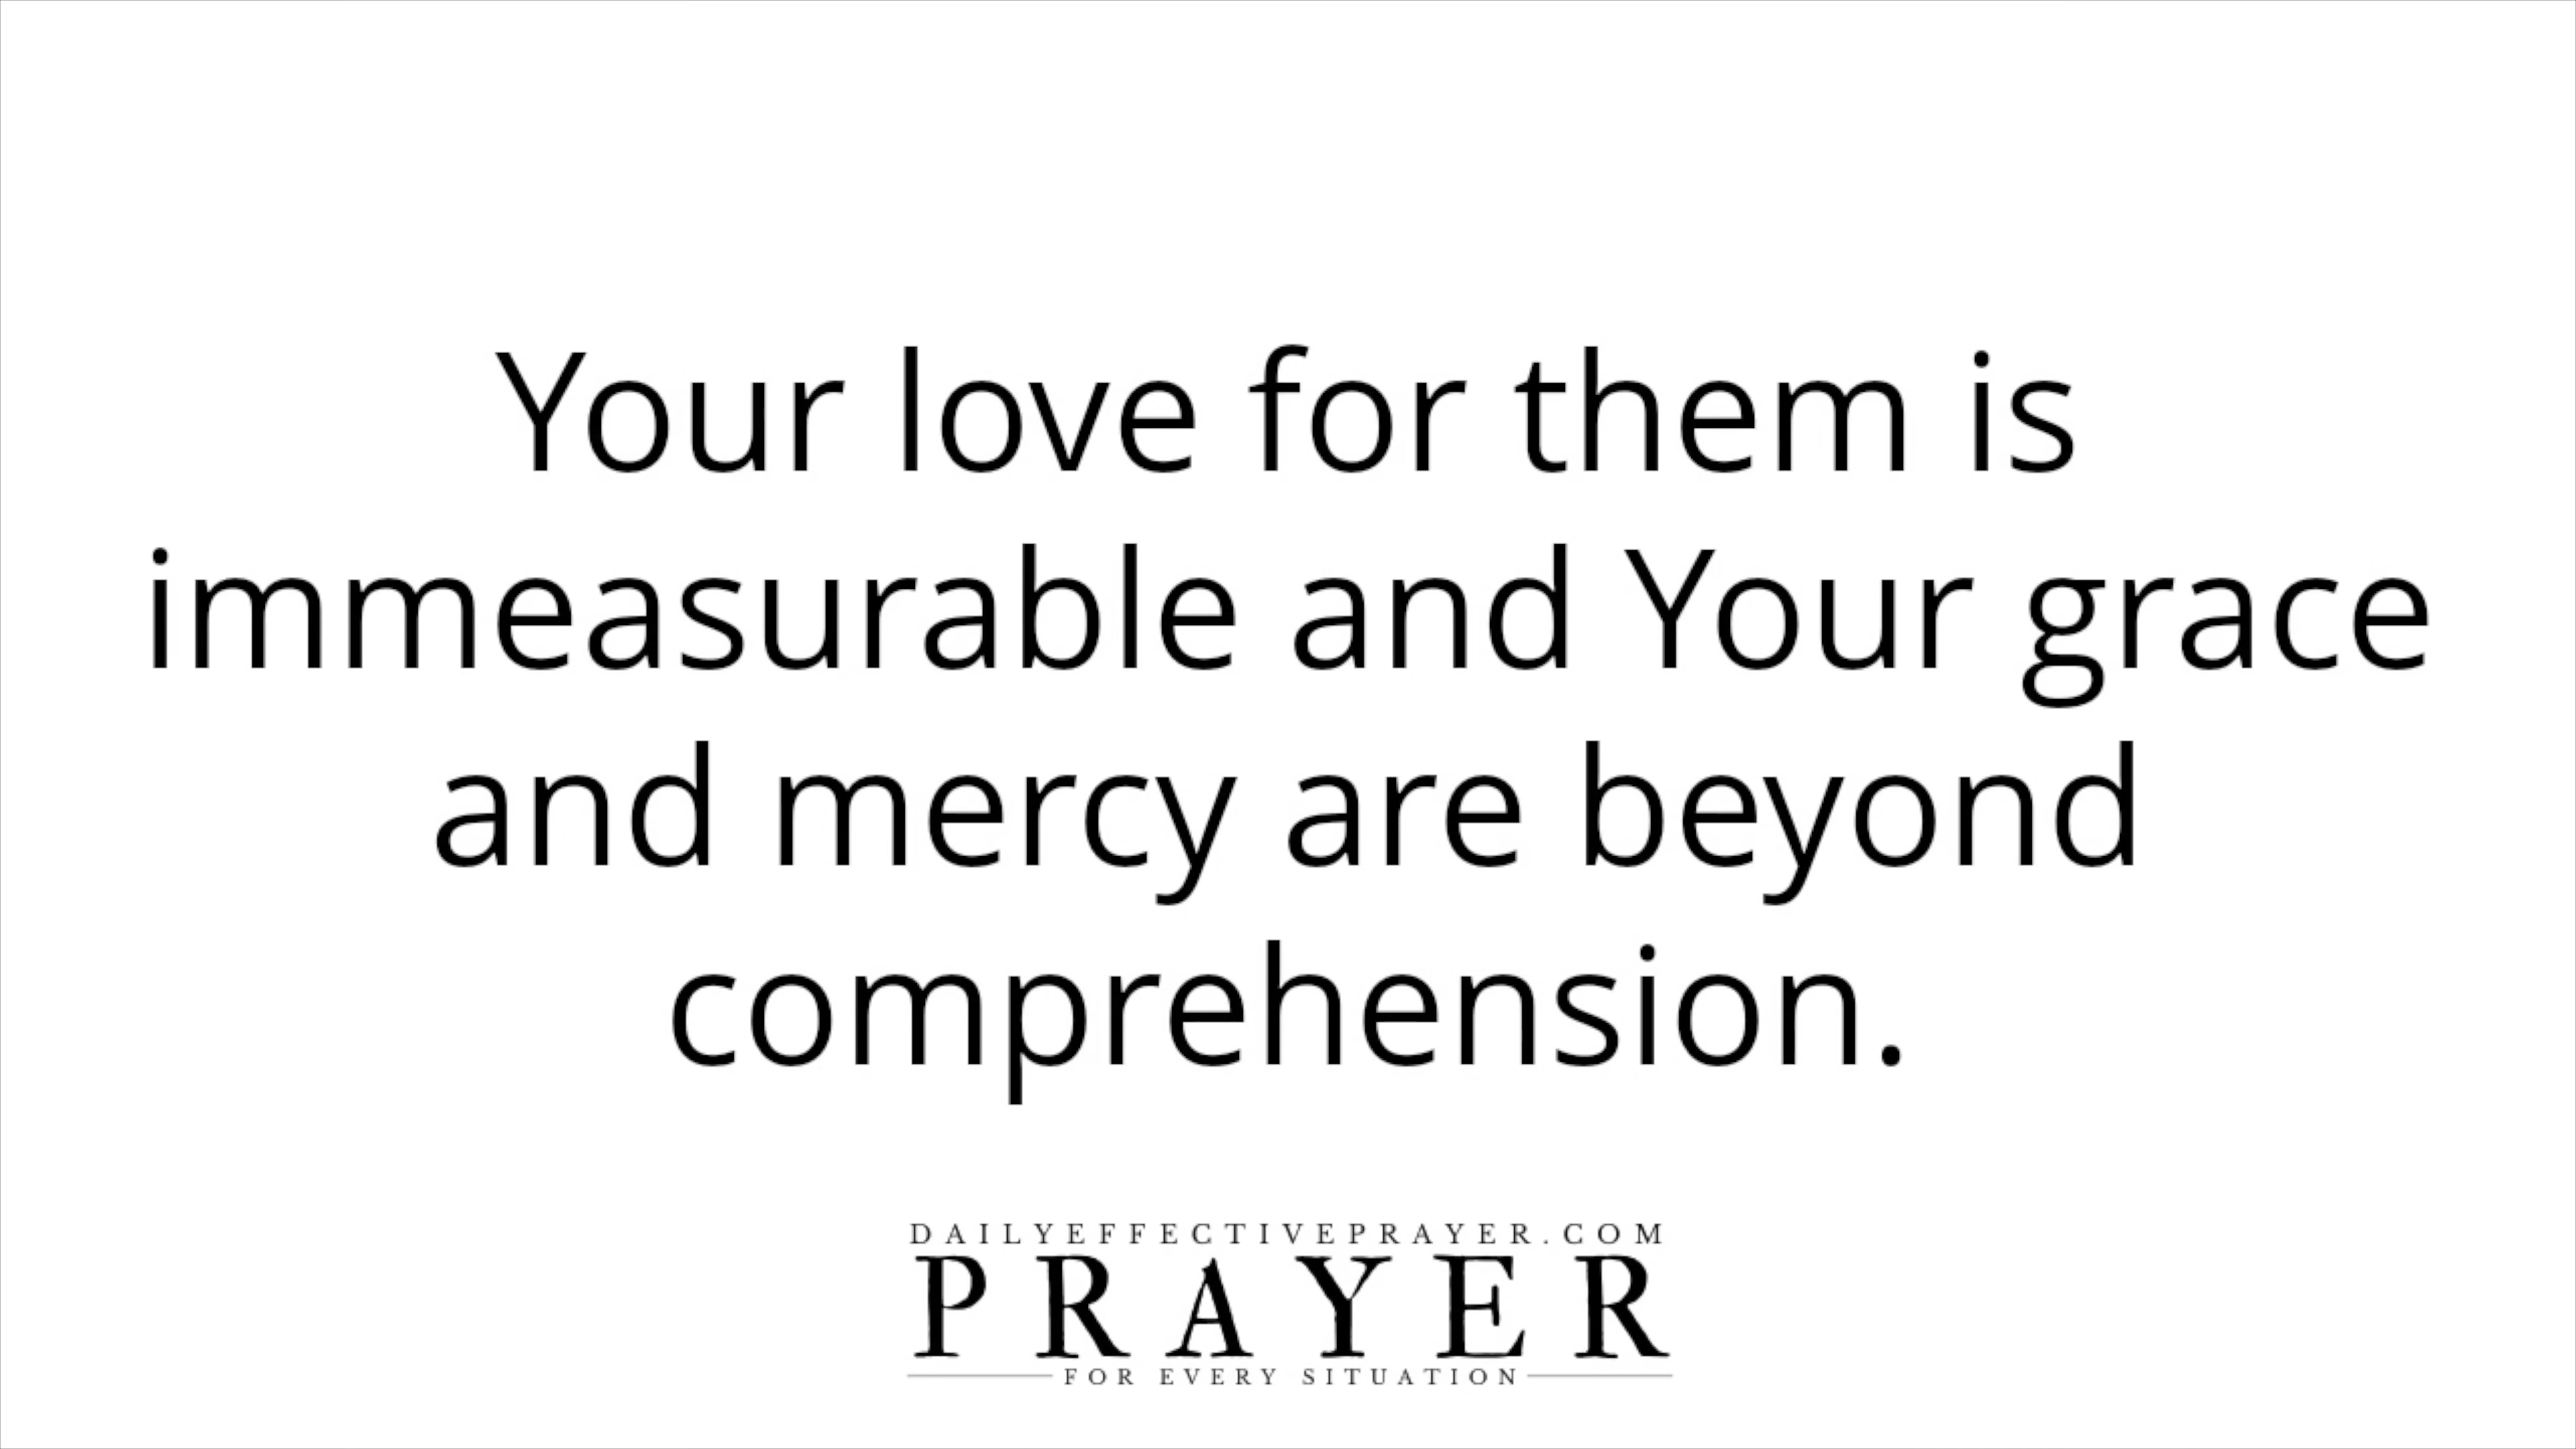 Your love for them is
immeasurable and Your grace
and mercy are beyond
comprehension.
DAILYEFFECTIVEPRAYER.COM
PRAYER
FOR EVERY SITUATION